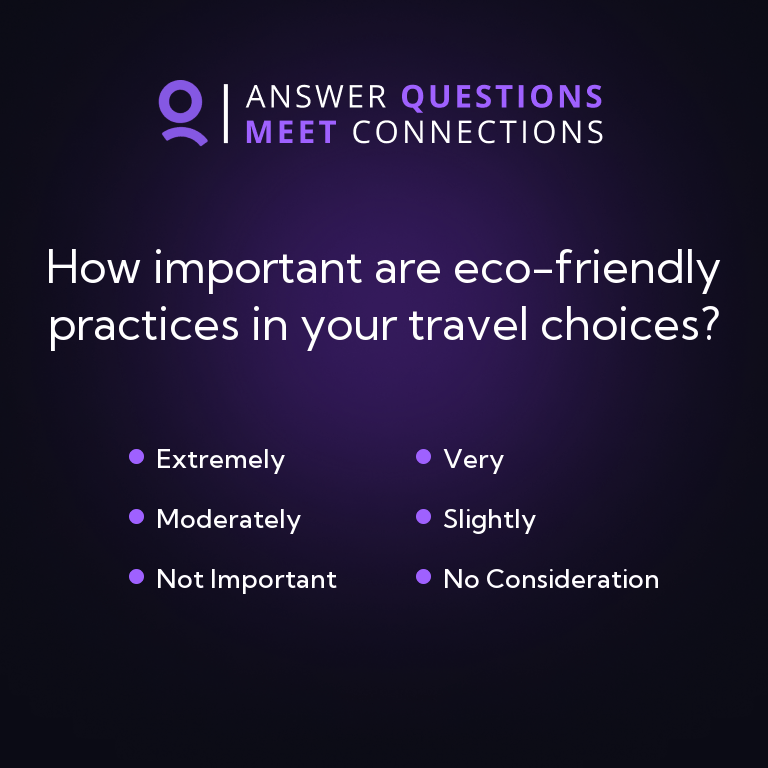 ANSWER QUESTIONS
MEET CONNECTIONS
How important are eco-friendly
practices in your travel choices?
Extremely
Very
Moderately
Slightly
Not Important
No Consideration